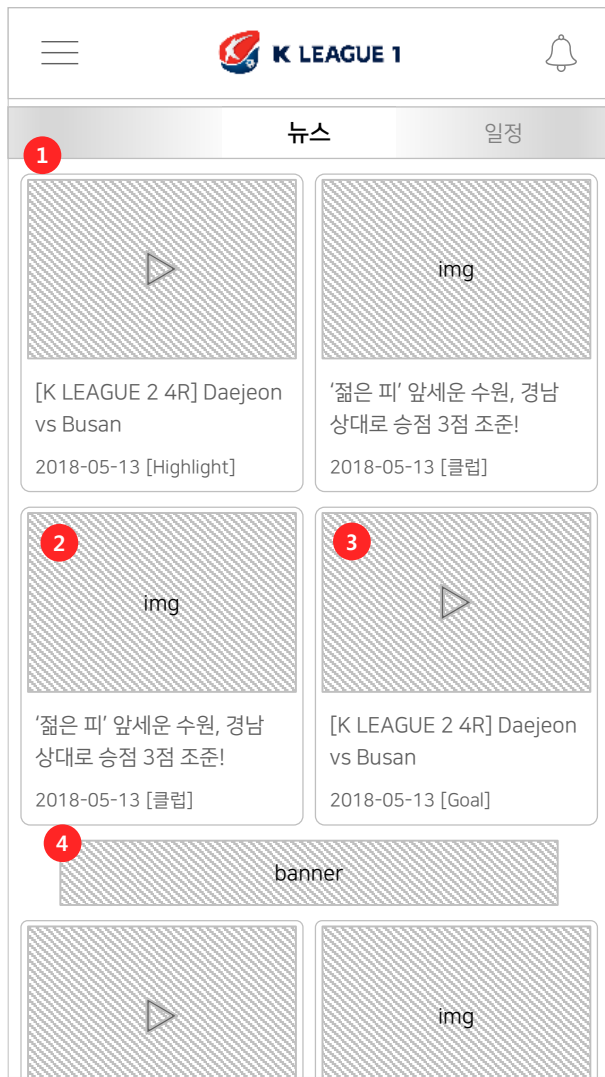 K LEAGUE 1
뉴스
일정
1
img
[K LEAGUE 2 4R] Daejeon
vs Busan
2018-05-13 [Highlight]
‘젊은 피’ 앞세운 수원, 경남
상대로 승점 3점 조준!
2018-05-13 [클럽]
2
img
3
‘젊은 피’ 앞세운 수원, 경남
상대로 승점 3점 조준!
2018-05-13 [클럽]
[K LEAGUE 2 4R] Daejeon
vs Busan
2018-05-13 [Goal]
4
banner
img